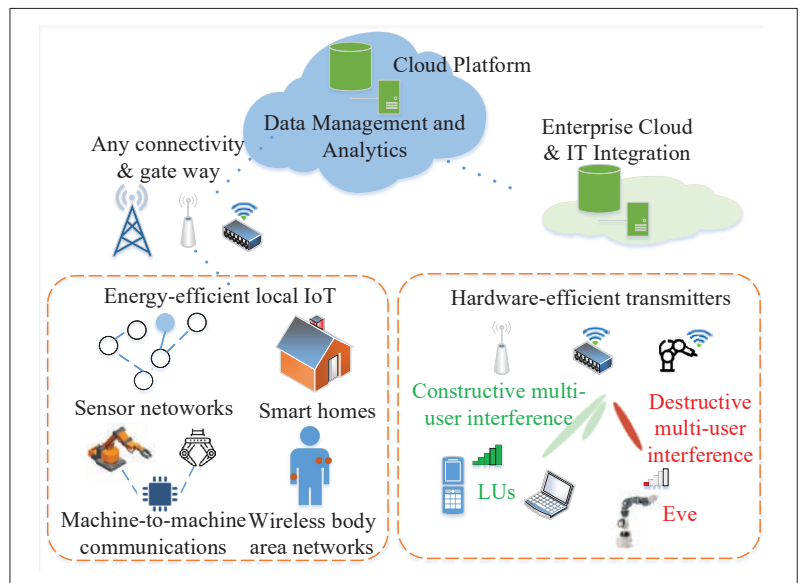 Cloud Platform
Data Management and
Analytics
Any connectivity
& gate way
Enterprise Cloud
& IT Integration
Energy-efficient local IoT
Sensor netoworks
Smart homes
Machine-to-machine
communications
Wireless body
area networks
Hardware-efficient transmitters
Constructive multi-
user interference
Destructive
multi-user
interference
LUs
Eve